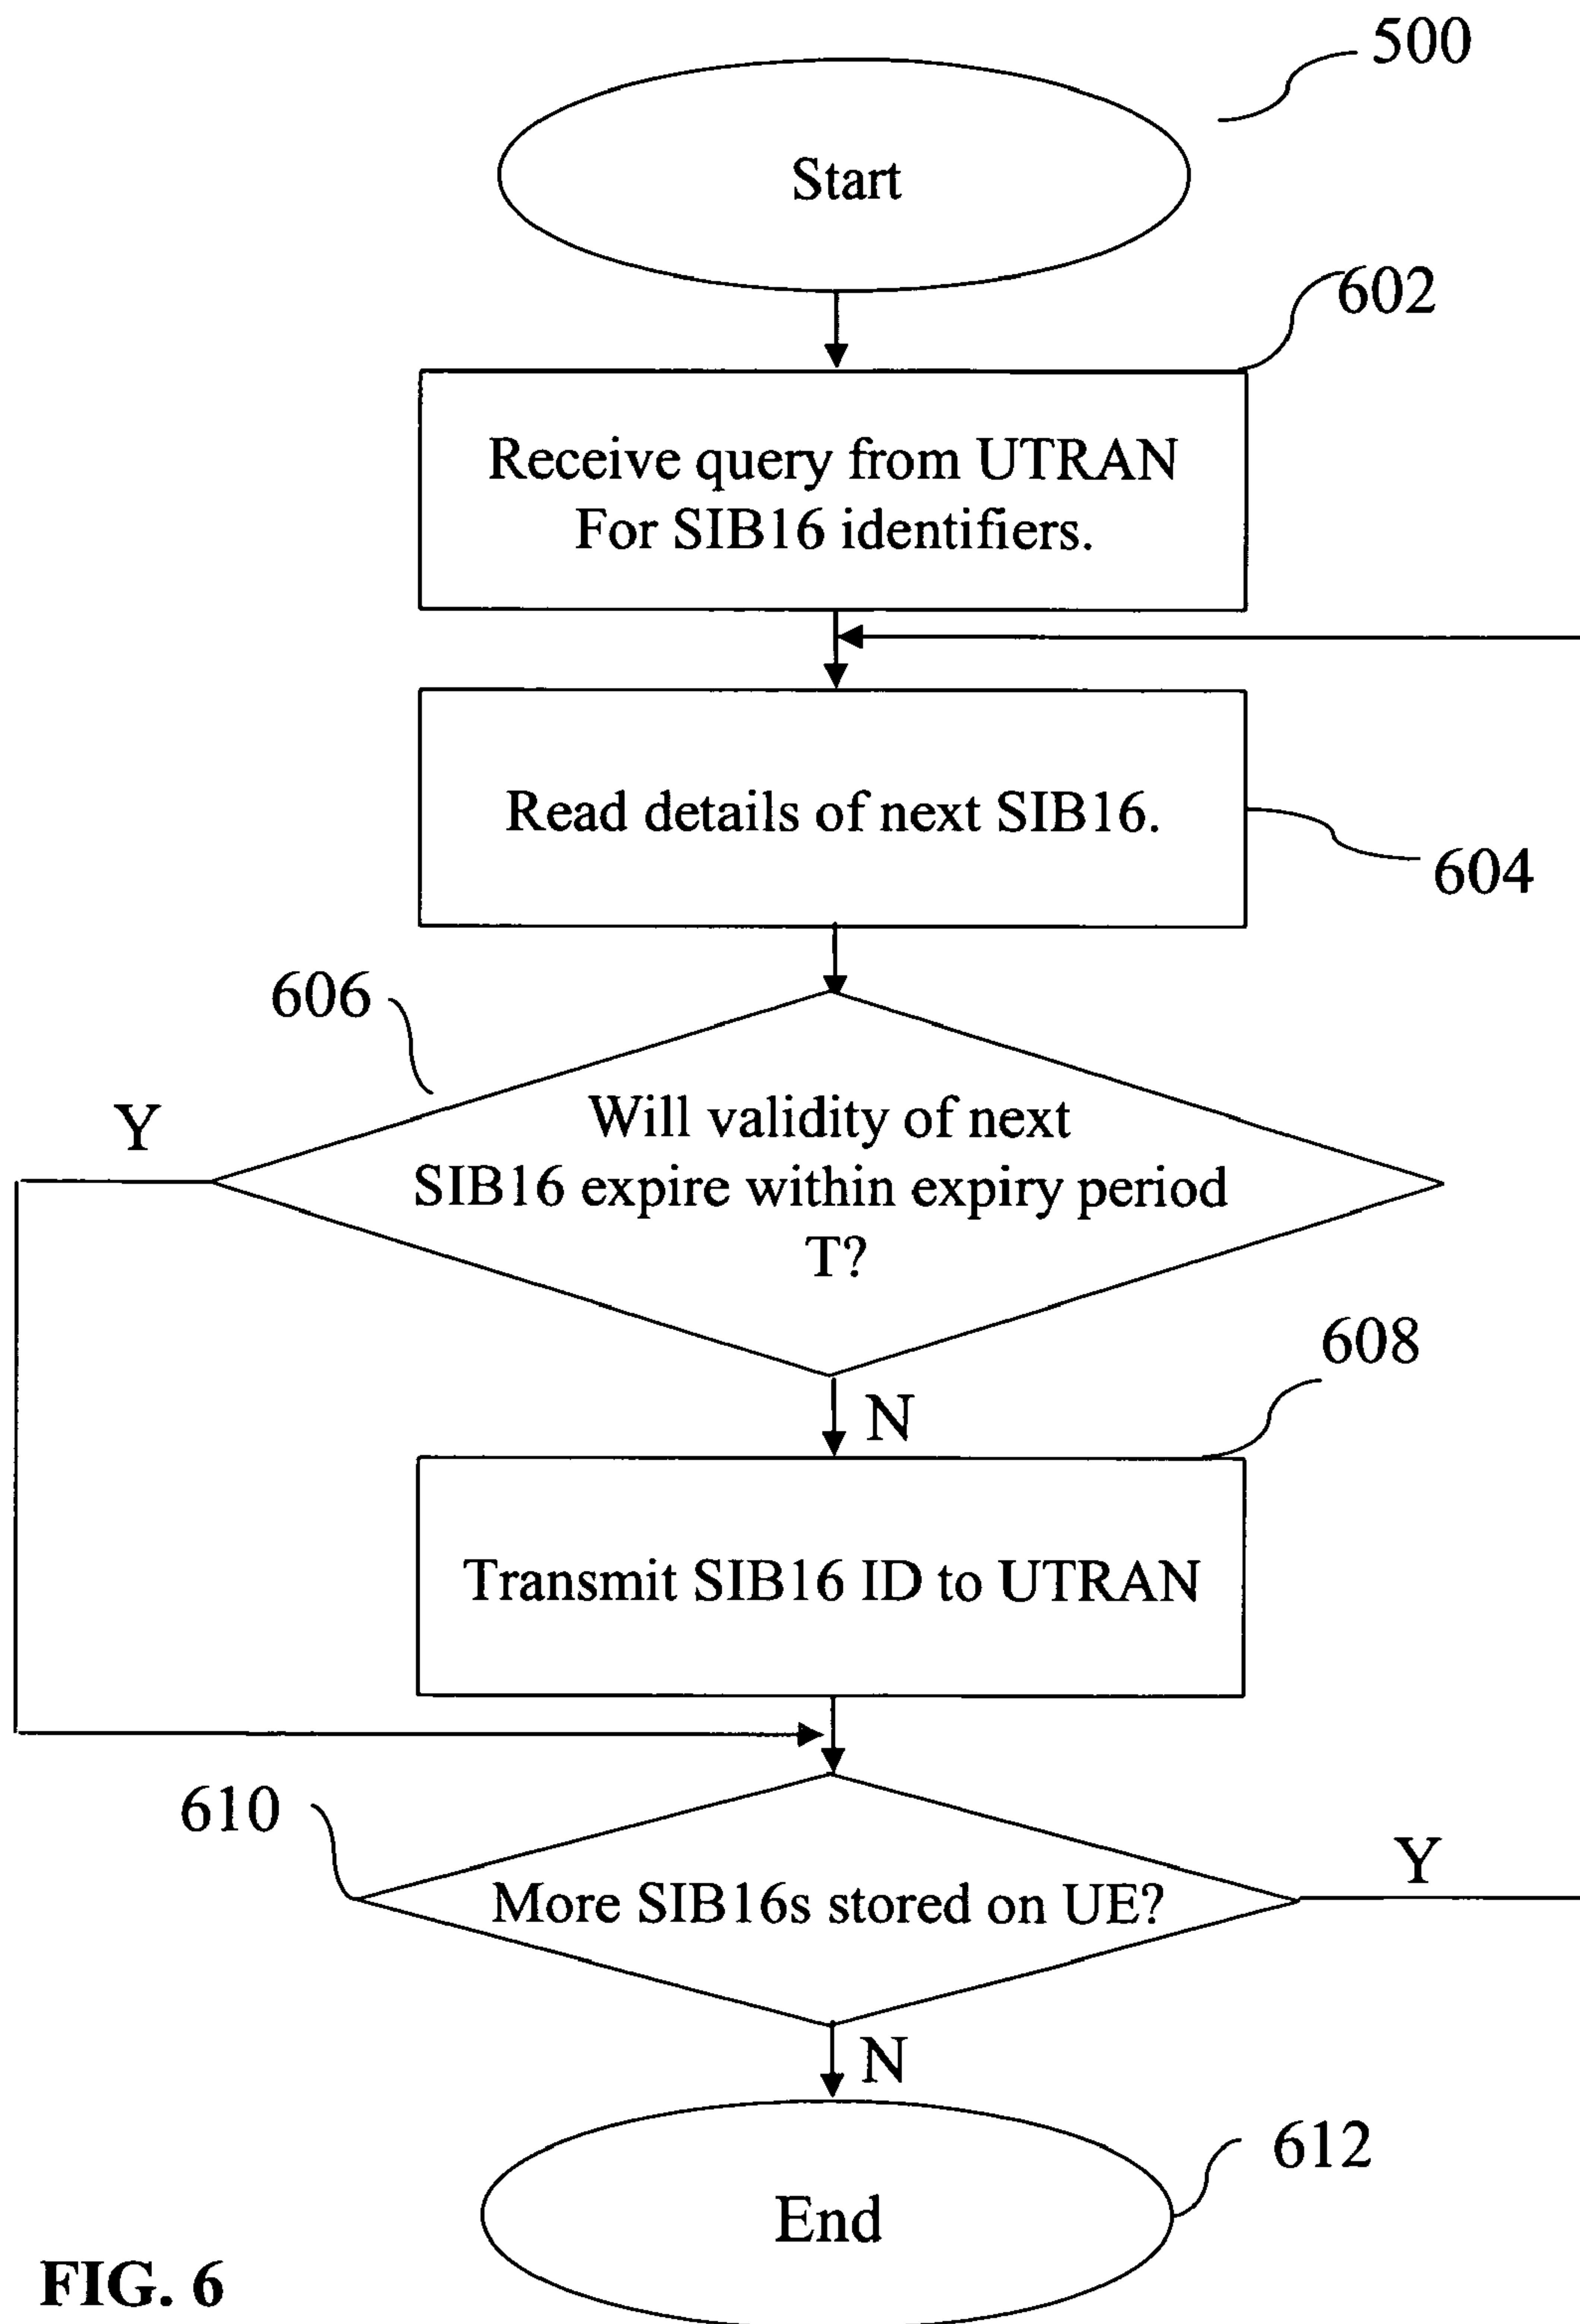 500
Start
602
Receive query from UTRAN
For SIB16 identifiers.
Read details of next SIB16.
604
606
Y
Will validity of next
SIB16 expire within expiry period
T?
608
N
Transmit SIB16 ID to UTRAN
610
Y
More SIB16s stored on UE?
N
612
End
FIG. 6